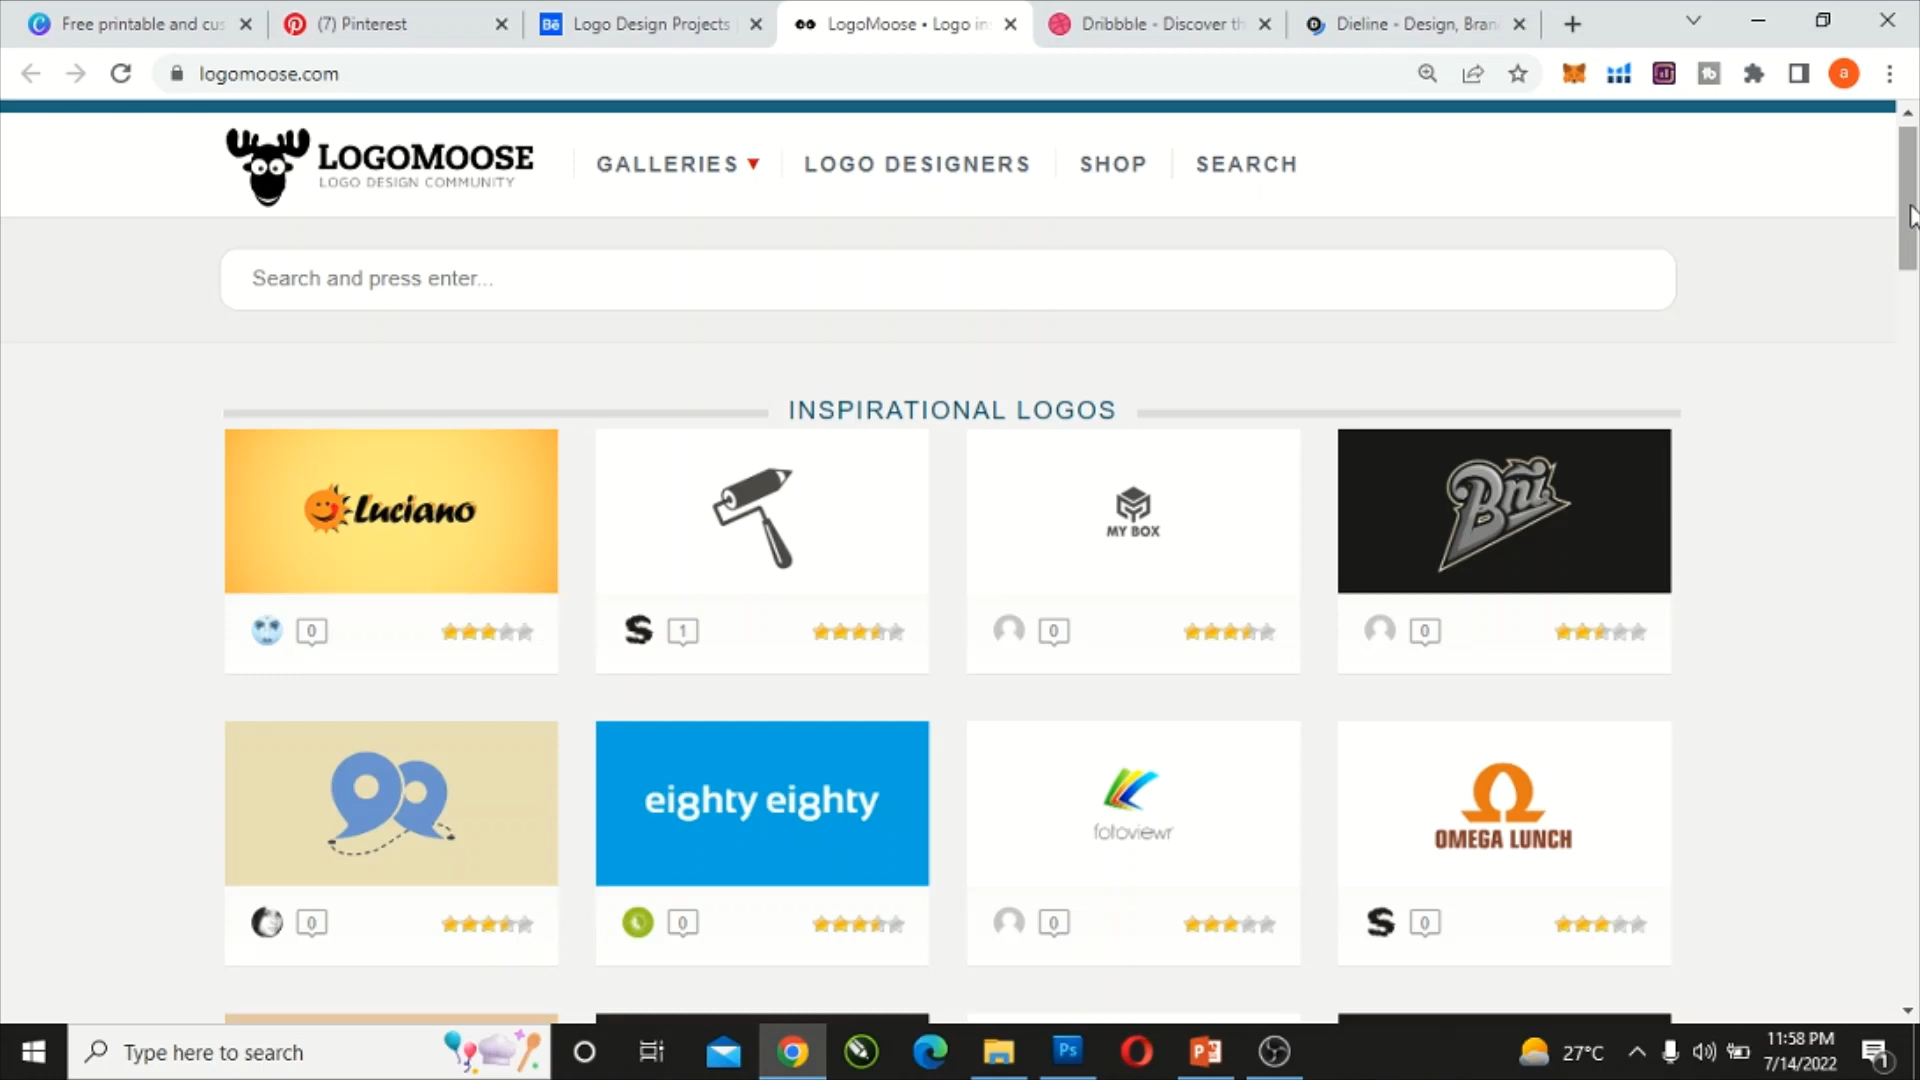 Free printable and cus
(7) Pinterest
Bē Logo Design Projects
LogoMoose • Logo in
Dribbble - Discover th
Dieline - Design, Bran
logomoose.com
a
LOGOMOOSE
LOGO DESIGN COMMUNITY
GALLERIES
LOGO DESIGNERS
SHOP
SEARCH
Search and press enter...
INSPIRATIONAL LOGOS
Luciano
MY BOX
Bni
0
S 1
0
0
eighty eighty
fotoviewr
OMEGA LUNCH
0
0
0
S 0
Type here to search
Ps
27°C
11:58 PM
7/14/2022
1